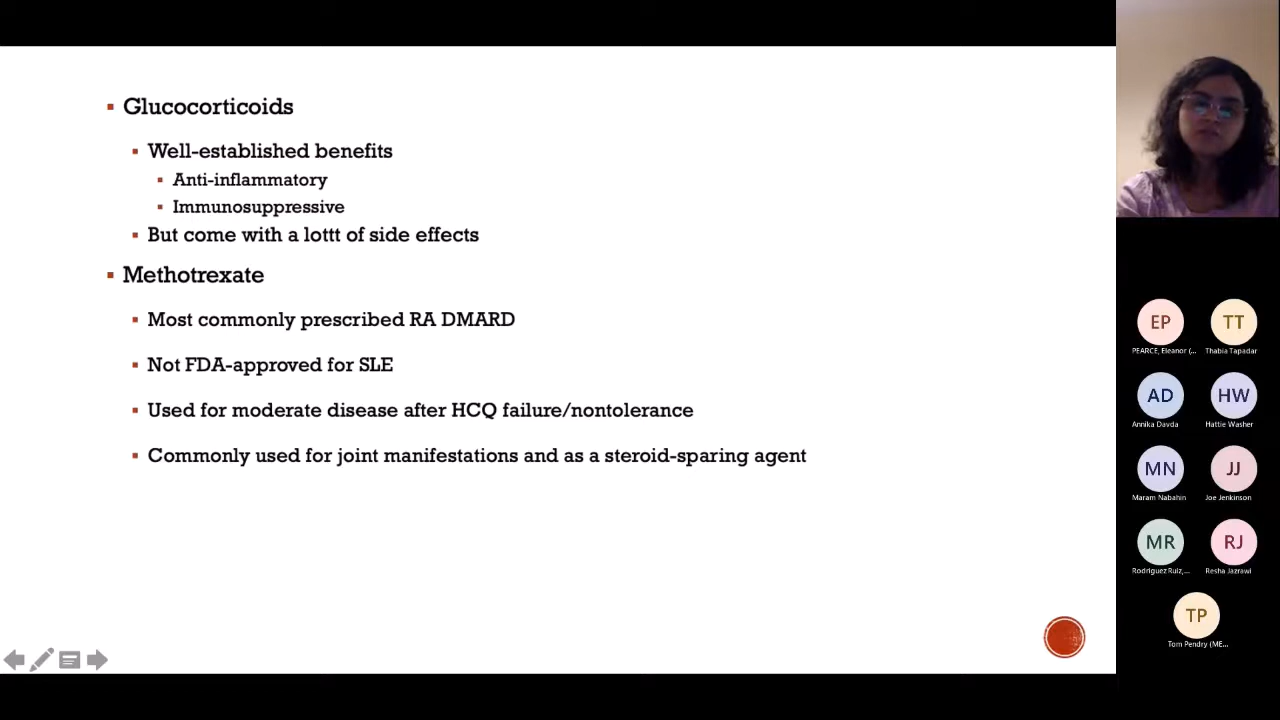 Glucocorticoids
Well-established benefits
Anti-inflammatory
Immunosuppressive
But come with a lottt of side effects
Methotrexate
Most commonly prescribed RA DMARD
Not FDA-approved for SLE
Used for moderate disease after HCQ failure/nontolerance
Commonly used for joint manifestations and as a steroid-sparing agent
EP
TT
PEARCE, Eleanor (...
Thabia Tapadar
AD
HW
Annika Davda
Hattie Washer
MN
JJ
Maram Nabahin
Joe Jenkinson
MR
RJ
Rodriguez Ruiz,...
Resha Jazrawi
TP
Tom Pendry (ME...